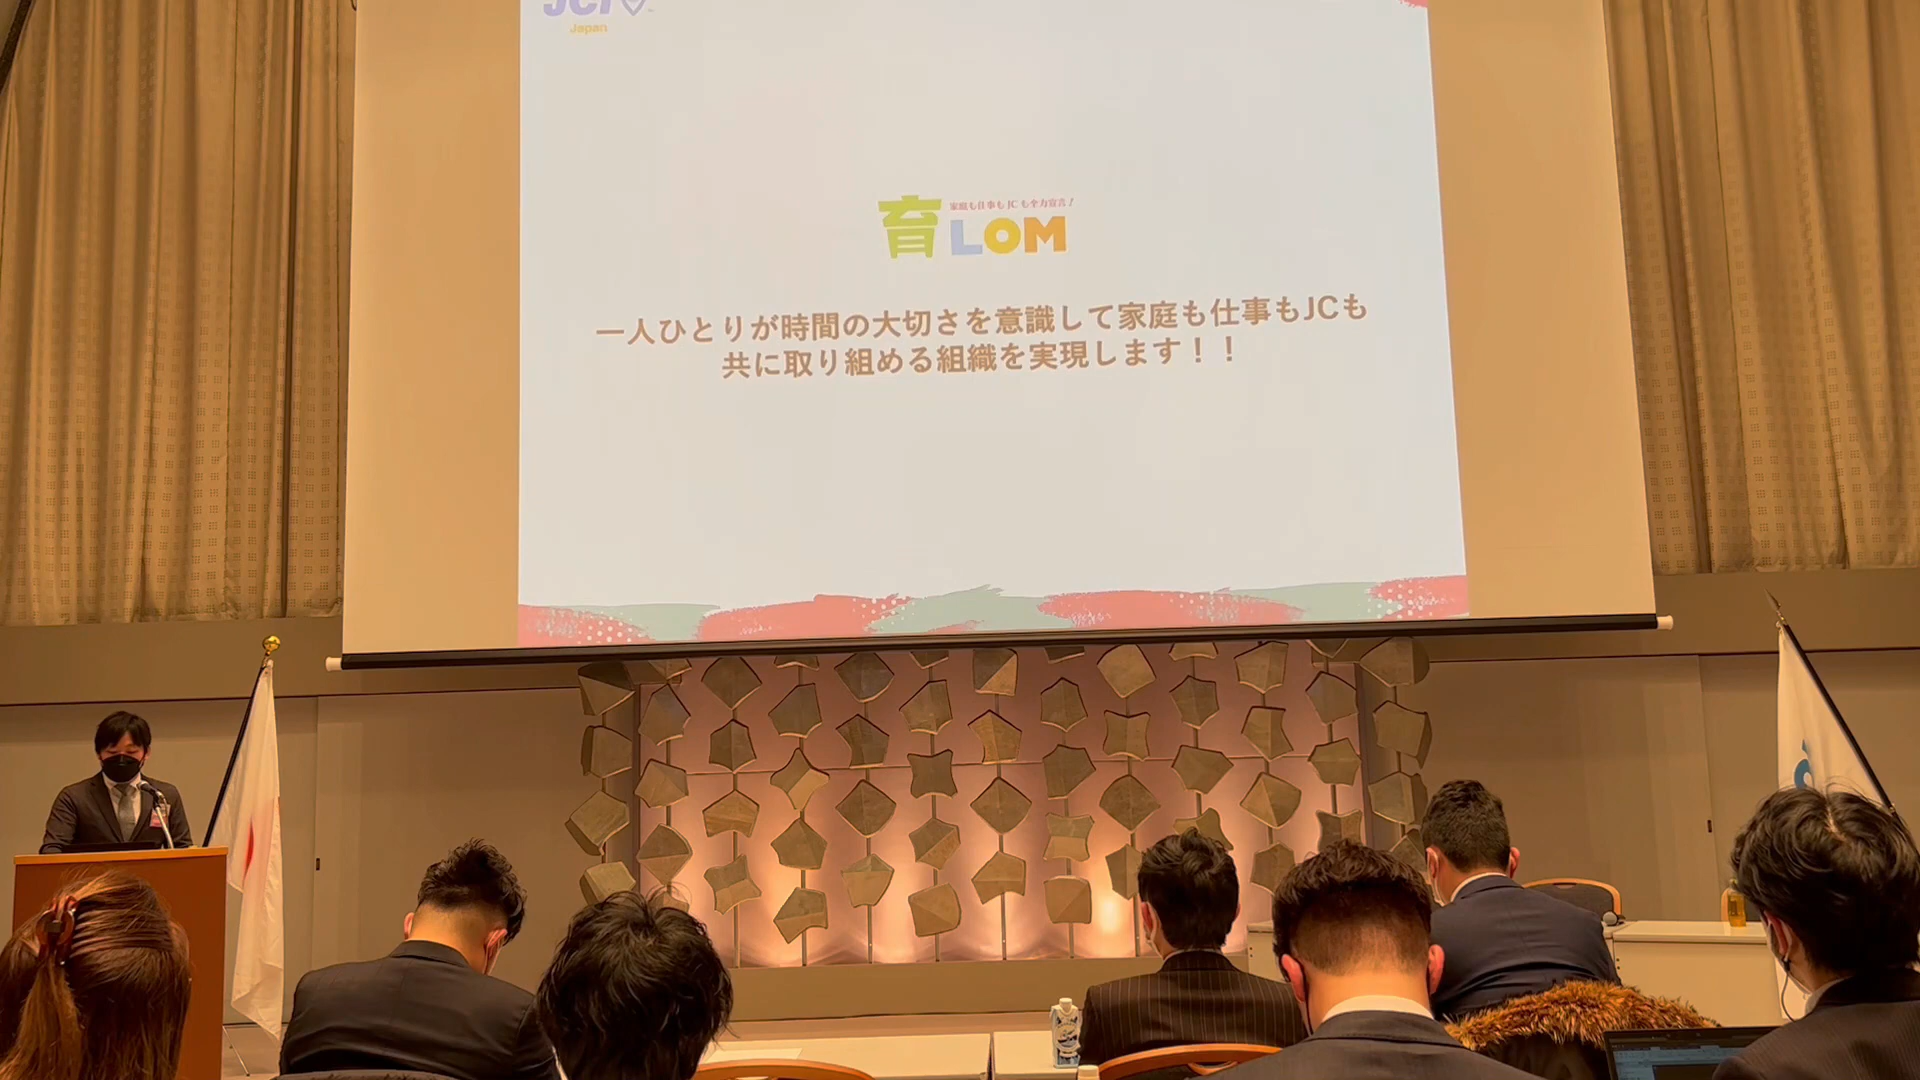 JCI
Japan
育LOM
家庭も仕事もJCも全力宣言！
一人ひとりが時間の大切さを意識して家庭も仕事もJCも
共に取り組める組織を実現します！！